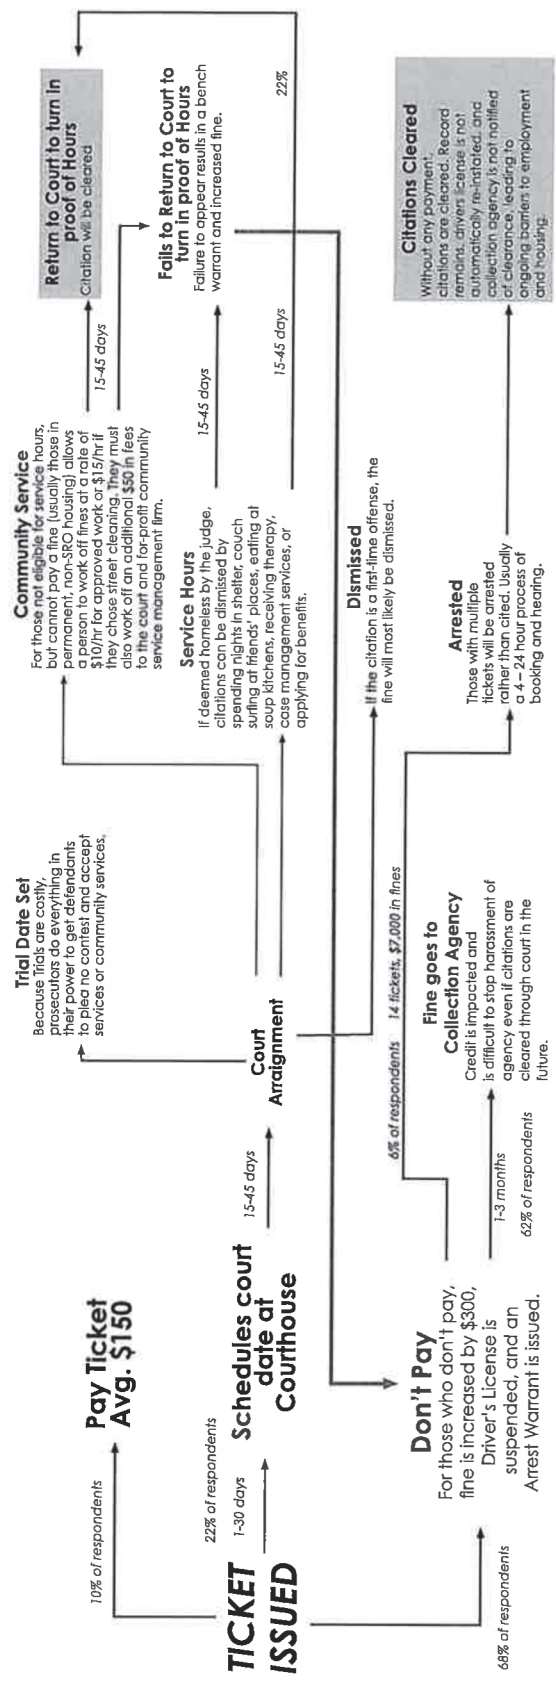 TICKET
ISSUED
10% of respondents
Pay Ticket
Avg. $150
22% of respondents
1-30 days
Schedules court
date at
Courthouse
68% of respondents
Don't Pay
For those who don't pay,
fine is increased by $300,
Driver's License is
suspended, and an
Arrest Warrant is issued.
15-45 days
Court
Arraignment
Trial Date Set
Because Trials are costly,
prosecutors do everything in
their power to get defendants
to plea no contest and accept
services or community services.
1-3 months
62% of respondents
Fine goes to
Collection Agency
Credit is impacted and
is difficult to stop harassment of
agency even if citations are
cleared through court in the
future.
6% of respondents 14 tickets, $7,000 in fines
Community Service
For those not eligible for service hours,
but cannot pay a fine (usually those in
permanent, non-SRO housing) allows
a person to work off fines at a rate of
$10/hr for approved work or $15/hr if
they chose street cleaning. They must
also work off an additional $50 in fees
to the court and for-profit community
service management firm.
Service Hours
If deemed homeless by the judge,
citations can be dismissed by
spending nights in shelter, couch
surfing at friends' places, eating at
soup kitchens, receiving therapy,
case management services, or
applying for benefits.
Dismissed
If the citation is a first-time offense, the
fine will most likely be dismissed.
Arrested
Those with multiple
tickets will be arrested
rather than cited. Usually
a 4 – 24 hour process of
booking and hearing.
15-45 days
15-45 days
15-45 days
22%
Return to Court to turn in
proof of Hours
Citation will be cleared
Fails to Return to Court to
turn in proof of Hours
Failure to appear results in a bench
warrant and increased fine.
Citations Cleared
Without any payment,
citations are cleared. Record
remains, drivers license is not
automatically re-instated, and
collection agency is not notified
of clearance, leading to
ongoing barriers to employment
and housing.